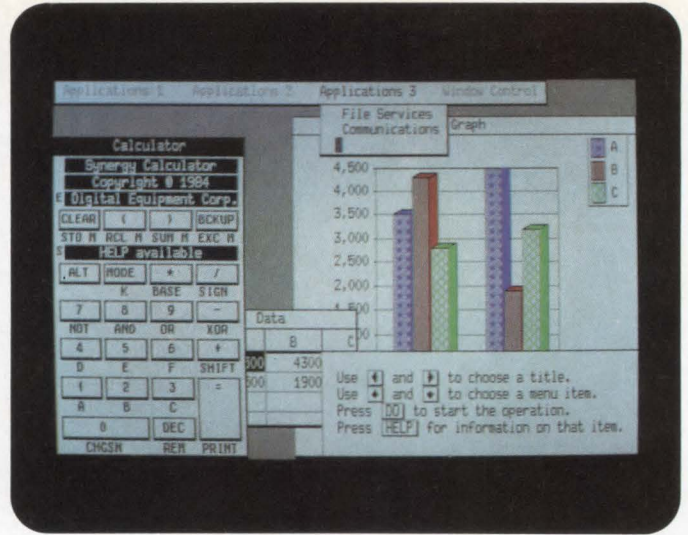 Applications 1 Applications 2 Applications 3 Window Control
File Services
Communications
Graph
A
B
C
4,500
4,000
3,500
3,000
2,500
2,000
Calculator
Synergy Calculator
Copyright © 1984
E Digital Equipment Corp.
CLEAR ( ) BCKUP
STO M RCL M SUM M EXC M
S HELP available
ALT MODE * /
K BASE SIGN
7 8 9 -
NOT AND OR XOR
4 5 6 +
D E F SHIFT
1 2 3 =
A B C
0 DEC
CHGSN REM PRINT
Data
B C
4300
1900
Use and to choose a title.
Use and to choose a menu item.
Press DO to start the operation.
Press HELP for information on that item.